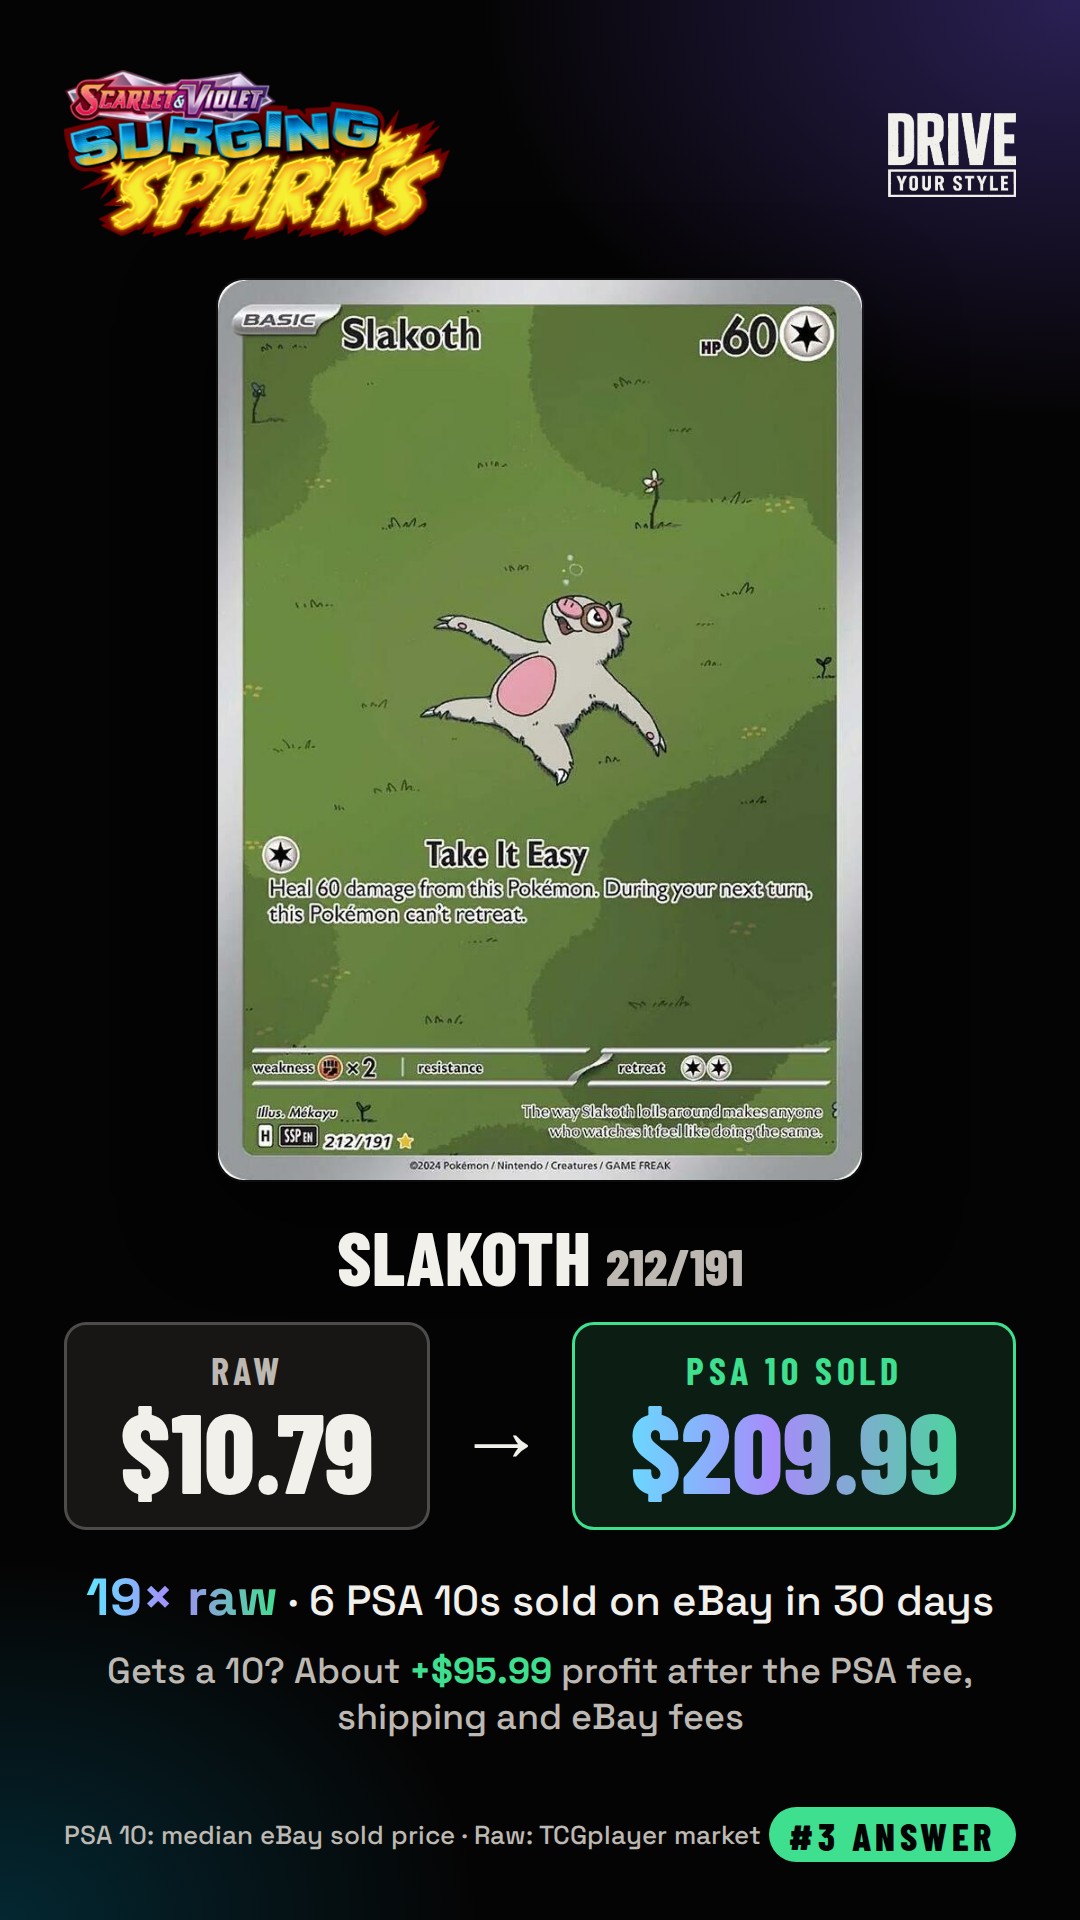 SCARLET & VIOLET
SURGING
SPARKS
DRIVE
YOUR STYLE
BASIC
Slakoth
HP 60
Take It Easy
Heal 60 damage from this Pokémon. During your next turn,
this Pokémon can't retreat.
weakness ×2 resistance retreat
Illus. Mékayu
The way Slakoth lolls around makes anyone
who watches it feel like doing the same.
H SSP EN 212/191
©2024 Pokémon / Nintendo / Creatures / GAME FREAK
SLAKOTH 212/191
RAW
$10.79
→
PSA 10 SOLD
$209.99
19× raw · 6 PSA 10s sold on eBay in 30 days
Gets a 10? About +$95.99 profit after the PSA fee,
shipping and eBay fees
PSA 10: median eBay sold price · Raw: TCGplayer market
#3 ANSWER